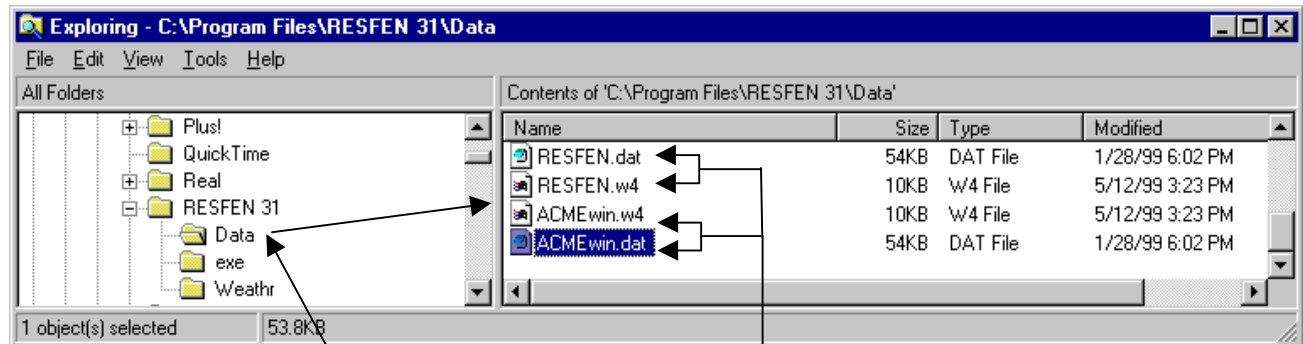 Exploring - C:\Program Files\RESFEN 31\Data
File Edit View Tools Help
All Folders
Contents of 'C:\Program Files\RESFEN 31\Data'
Plus!
QuickTime
Real
RESFEN 31
Data
exe
Weathr
Name Size Type Modified
RESFEN.dat 54KB DAT File 1/28/99 6:02 PM
RESFEN.w4 10KB W4 File 5/12/99 3:23 PM
ACMEwin.w4 10KB W4 File 5/12/99 3:23 PM
ACMEwin.dat 54KB DAT File 1/28/99 6:02 PM
1 object(s) selected 53.8KB